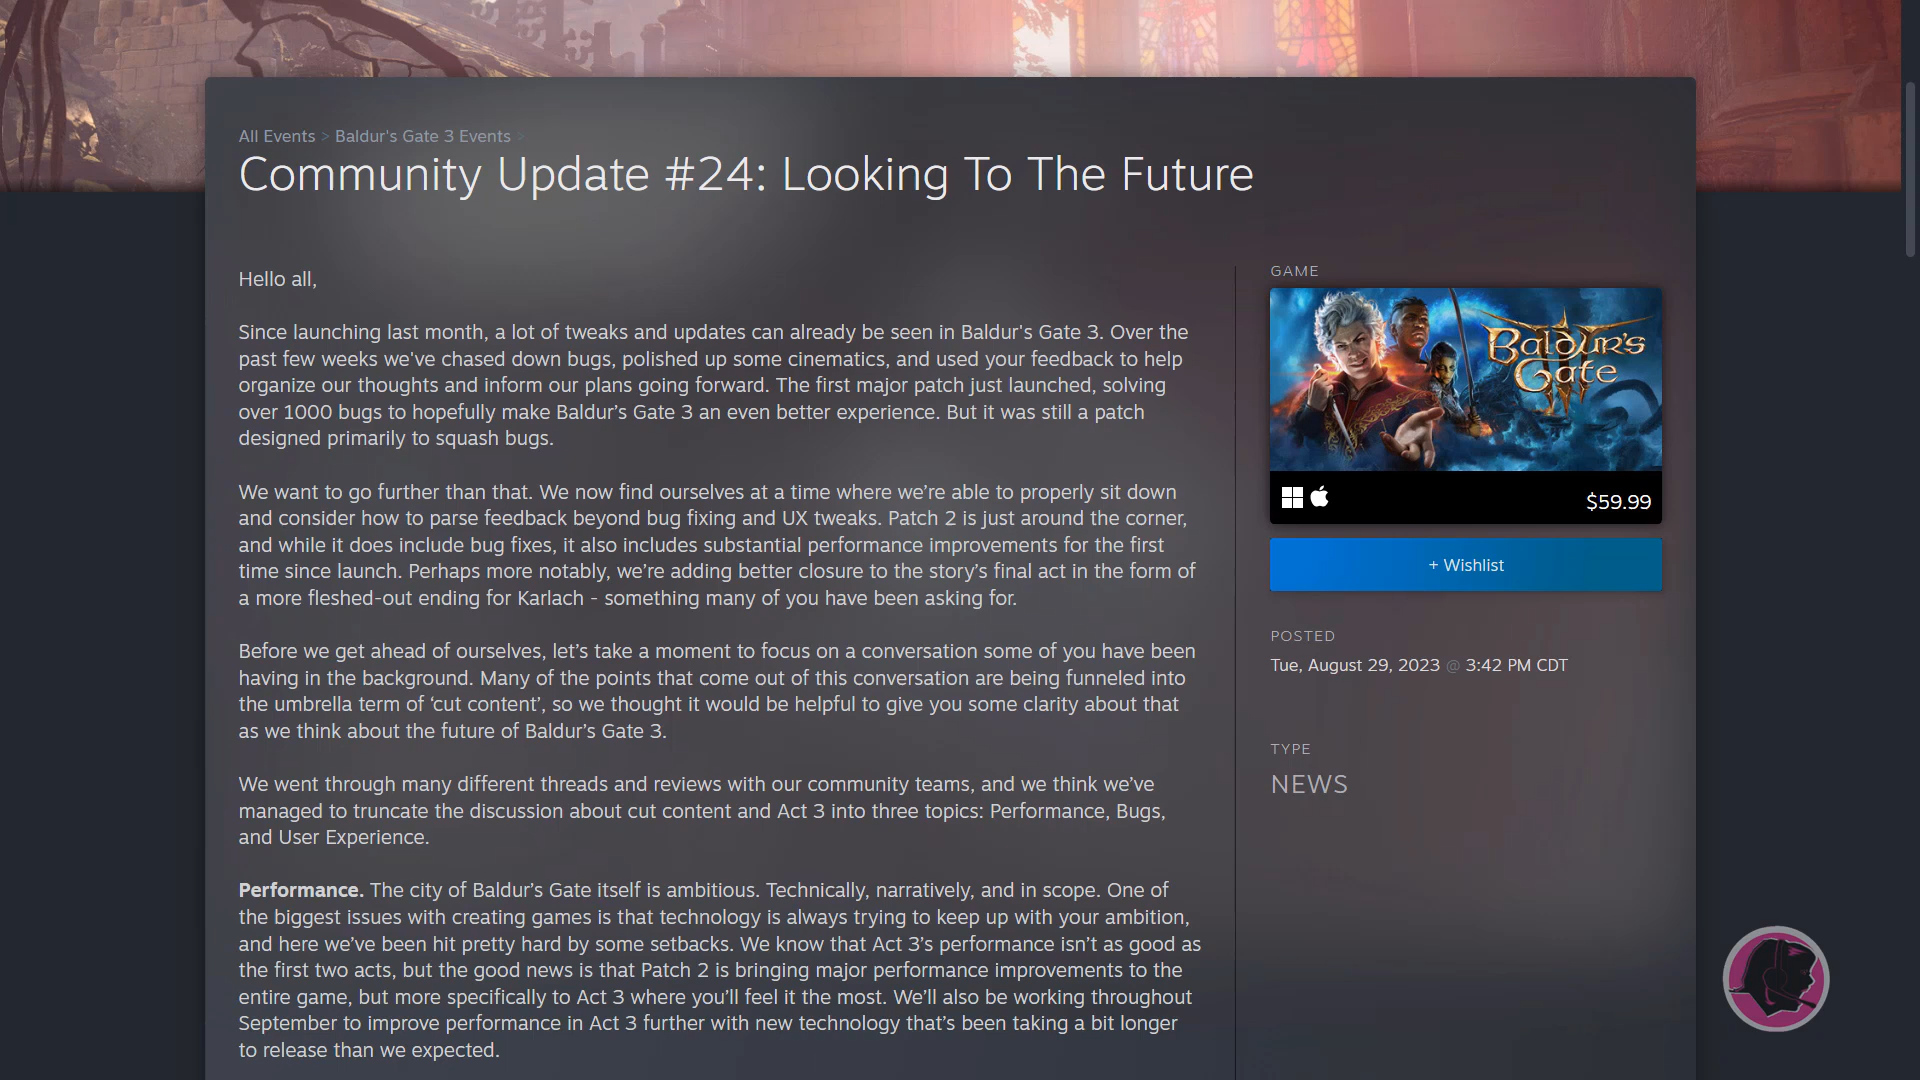 All Events > Baldur's Gate 3 Events >
Community Update #24: Looking To The Future
Hello all,
Since launching last month, a lot of tweaks and updates can already be seen in Baldur's Gate 3. Over the
past few weeks we've chased down bugs, polished up some cinematics, and used your feedback to help
organize our thoughts and inform our plans going forward. The first major patch just launched, solving
over 1000 bugs to hopefully make Baldur’s Gate 3 an even better experience. But it was still a patch
designed primarily to squash bugs.
We want to go further than that. We now find ourselves at a time where we’re able to properly sit down
and consider how to parse feedback beyond bug fixing and UX tweaks. Patch 2 is just around the corner,
and while it does include bug fixes, it also includes substantial performance improvements for the first
time since launch. Perhaps more notably, we’re adding better closure to the story’s final act in the form of
a more fleshed-out ending for Karlach - something many of you have been asking for.
Before we get ahead of ourselves, let’s take a moment to focus on a conversation some of you have been
having in the background. Many of the points that come out of this conversation are being funneled into
the umbrella term of ‘cut content’, so we thought it would be helpful to give you some clarity about that
as we think about the future of Baldur’s Gate 3.
We went through many different threads and reviews with our community teams, and we think we’ve
managed to truncate the discussion about cut content and Act 3 into three topics: Performance, Bugs,
and User Experience.
Performance. The city of Baldur’s Gate itself is ambitious. Technically, narratively, and in scope. One of
the biggest issues with creating games is that technology is always trying to keep up with your ambition,
and here we’ve been hit pretty hard by some setbacks. We know that Act 3’s performance isn’t as good as
the first two acts, but the good news is that Patch 2 is bringing major performance improvements to the
entire game, but more specifically to Act 3 where you’ll feel it the most. We’ll also be working throughout
September to improve performance in Act 3 further with new technology that’s been taking a bit longer
to release than we expected.
GAME
Baldur's
Gate
III
$59.99
+ Wishlist
POSTED
Tue, August 29, 2023 @ 3:42 PM CDT
TYPE
NEWS